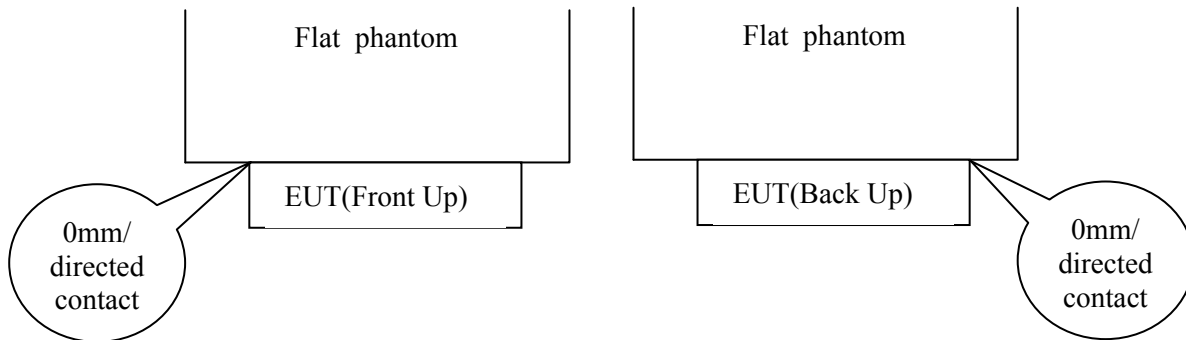 Flat phantom
EUT(Front Up)
0mm/
directed
contact
Flat phantom
EUT(Back Up)
0mm/
directed
contact